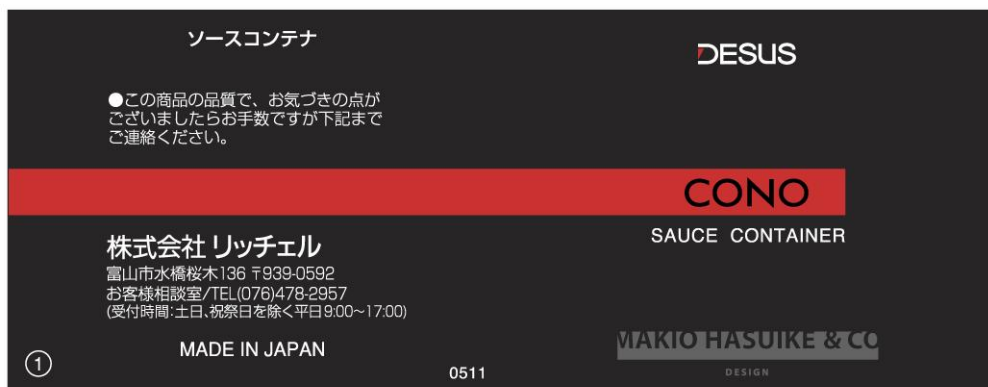 ソースコンテナ
●この商品の品質で、お気づきの点が
ございましたらお手数ですが下記まで
ご連絡ください。
株式会社 リッチェル
富山市水橋桜木136 〒939-0592
お客様相談室/TEL(076)478-2957
(受付時間:土日、祝祭日を除く平日9:00~17:00)
MADE IN JAPAN
①
0511
DESUS
CONO
SAUCE CONTAINER
MAKIO HASUIKE & CO
DESIGN